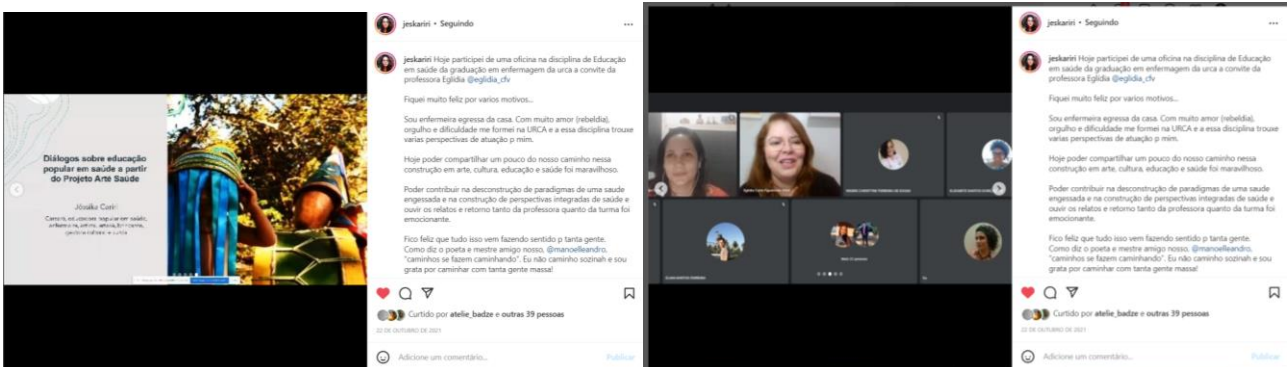 jeskariri • Seguindo
jeskariri Hoje participei de uma oficina na disciplina de Educação
em saúde da graduação em enfermagem da urca a convite da
professora Eglídia @eglidia_cfv
Fiquei muito feliz por varios motivos...
Sou enfermeira egressa da casa. Com muito amor (rebeldia),
orgulho e dificuldade me formei na URCA e a essa disciplina trouxe
varias perspectivas de atuação p mim.
Hoje poder compartilhar um pouco do nosso caminho nessa
construção em arte, cultura, educação e saúde foi maravilhoso.
Poder contribuir na desconstrução de paradigmas de uma saude
engessada e na construção de perspectivas integradas de saúde e
ouvir os relatos e retorno tanto da professora quanto da turma foi
emocionante.
Fico feliz que tudo isso vem fazendo sentido p tanta gente.
Como diz o poeta e mestre amigo nosso, @manoelleandro,
"caminhos se fazem caminhando". Eu não caminho sozinah e sou
grata por caminhar com tanta gente massa!
Curtido por atelie_badze e outras 39 pessoas
22 DE OUTUBRO DE 2021
Adicione um comentário...
Publicar
Diálogos sobre educação
popular em saúde a partir
do Projeto Arte Saúde
jeskariri • Seguindo
jeskariri Hoje participei de uma oficina na disciplina de Educação
em saúde da graduação em enfermagem da urca a convite da
professora Eglídia @eglidia_cfv
Fiquei muito feliz por varios motivos...
Sou enfermeira egressa da casa. Com muito amor (rebeldia),
orgulho e dificuldade me formei na URCA e a essa disciplina trouxe
varias perspectivas de atuação p mim.
Hoje poder compartilhar um pouco do nosso caminho nessa
construção em arte, cultura, educação e saúde foi maravilhoso.
Poder contribuir na desconstrução de paradigmas de uma saude
engessada e na construção de perspectivas integradas de saúde e
ouvir os relatos e retorno tanto da professora quanto da turma foi
emocionante.
Fico feliz que tudo isso vem fazendo sentido p tanta gente.
Como diz o poeta e mestre amigo nosso, @manoelleandro,
"caminhos se fazem caminhando". Eu não caminho sozinah e sou
grata por caminhar com tanta gente massa!
Curtido por atelie_badze e outras 39 pessoas
22 DE OUTUBRO DE 2021
Adicione um comentário...
Publicar